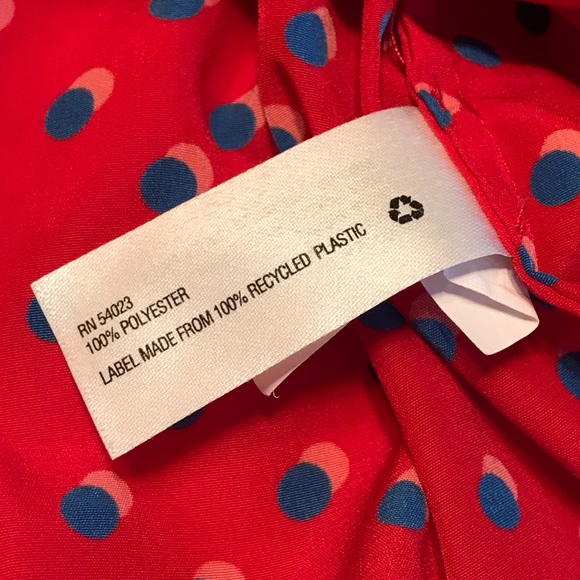 RN 54023
100% POLYESTER
LABEL MADE FROM 100% RECYCLED PLASTIC